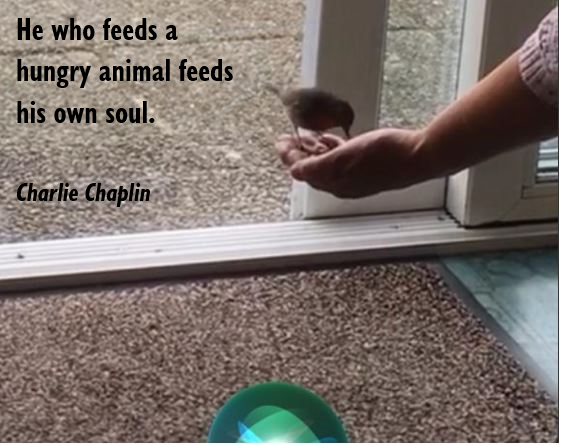 He who feeds a
hungry animal feeds
his own soul.
Charlie Chaplin